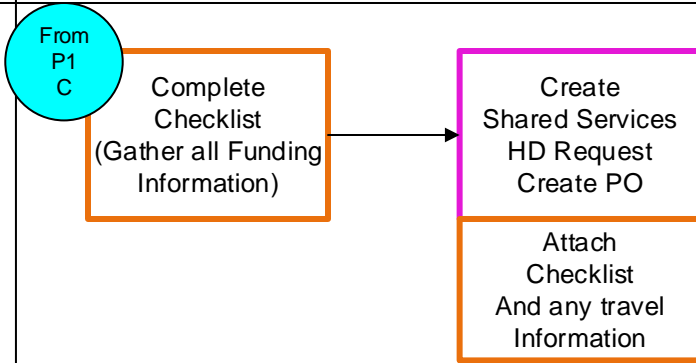 From
P1
C
Complete
Checklist
(Gather all Funding
Information)
Create
Shared Services
HD Request
Create PO
Attach
Checklist
And any travel
Information